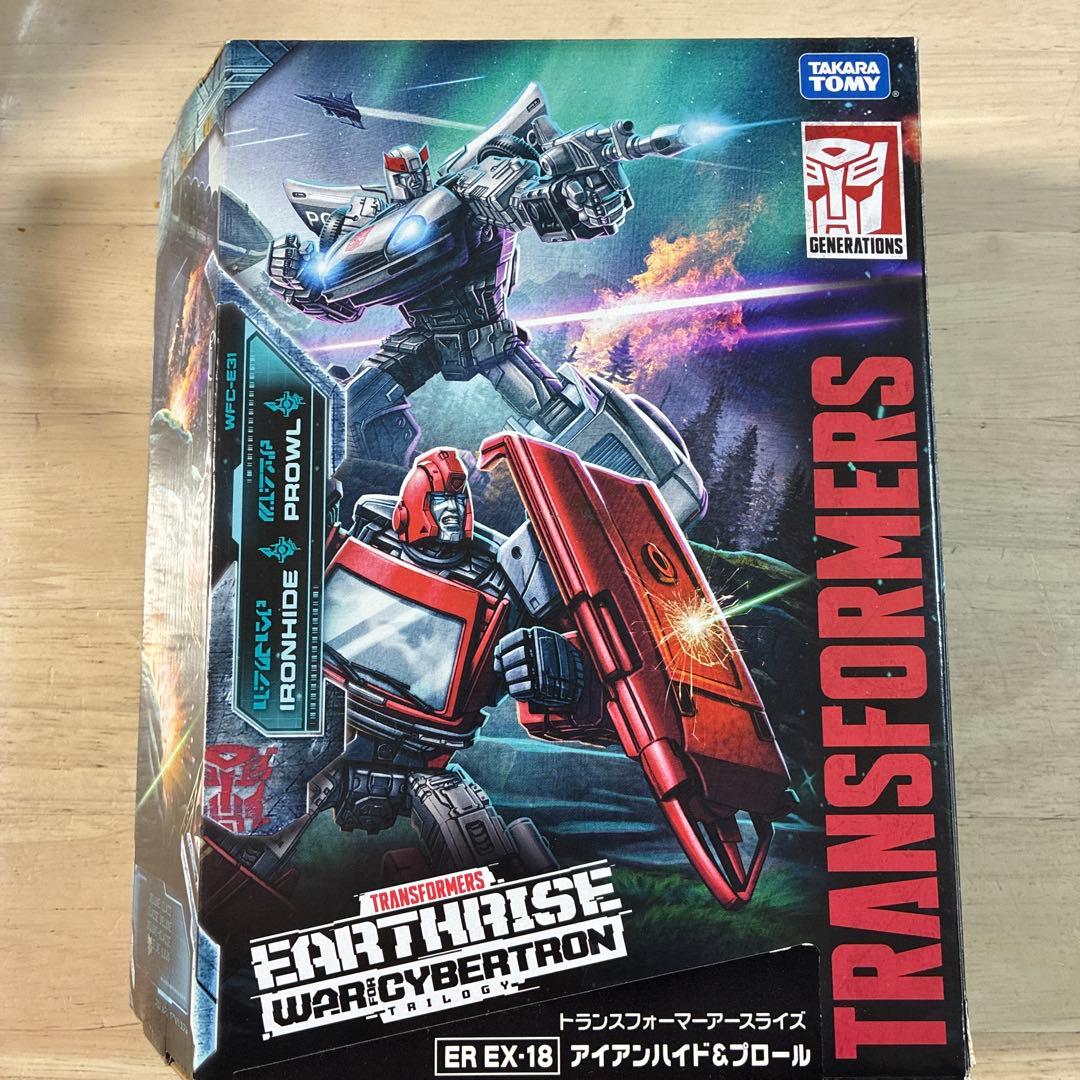 TAKARA
TOMY
GENERATIONS
TRANSFORMERS
WFC-E31
PROWL
IRONHIDE
TRANSFORMERS
EARTHRISE
WAR FOR CYBERTRON
TRILOGY
トランスフォーマーアースライズ
ER EX-18 アイアンハイド&プロール